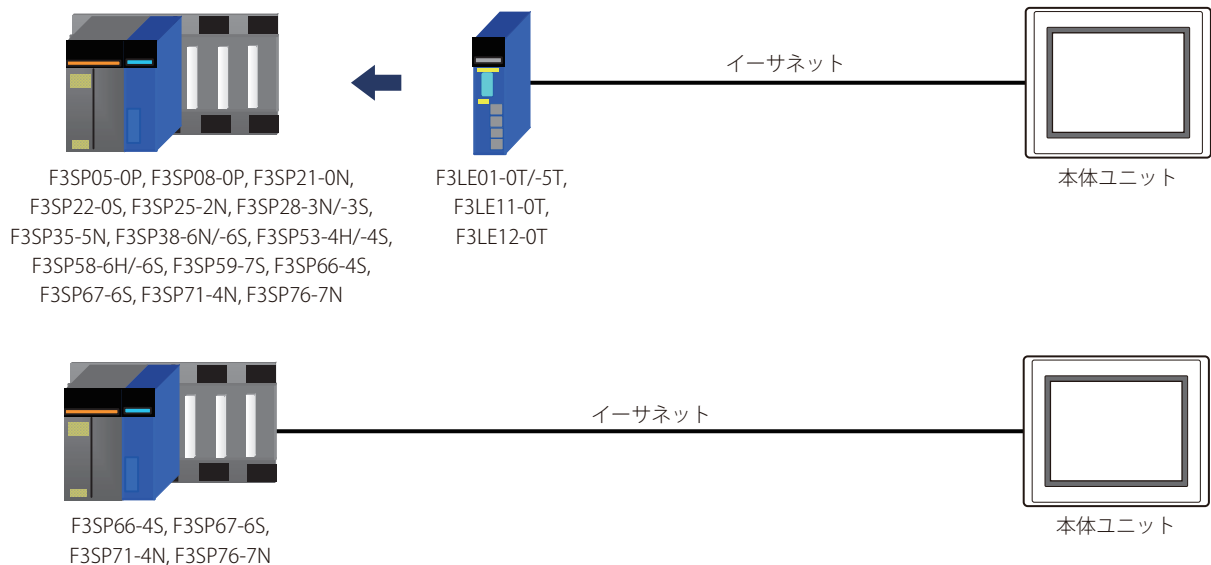 イーサネット
本体ユニット
F3SP05-0P, F3SP08-0P, F3SP21-0N,
F3SP22-0S, F3SP25-2N, F3SP28-3N/-3S,
F3SP35-5N, F3SP38-6N/-6S, F3SP53-4H/-4S,
F3SP58-6H/-6S, F3SP59-7S, F3SP66-4S,
F3SP67-6S, F3SP71-4N, F3SP76-7N
F3LE01-0T/-5T,
F3LE11-0T,
F3LE12-0T
イーサネット
本体ユニット
F3SP66-4S, F3SP67-6S,
F3SP71-4N, F3SP76-7N